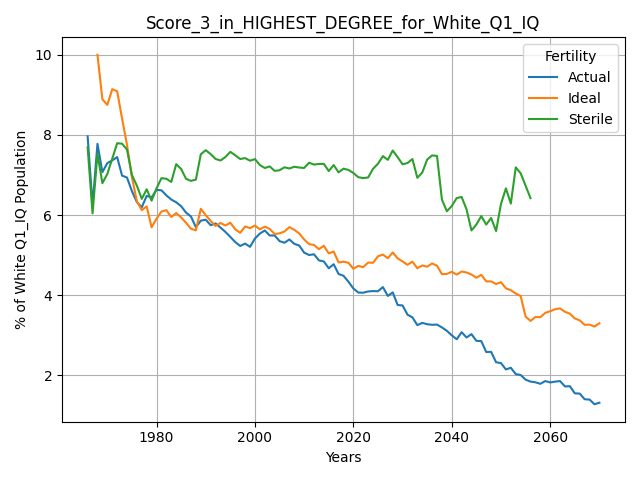 Score_3_in_HIGHEST_DEGREE_for_White_Q1_IQ
Fertility
Actual
Ideal
Sterile
% of White Q1_IQ Population
10
8
6
4
2
1980
2000
2020
2040
2060
Years